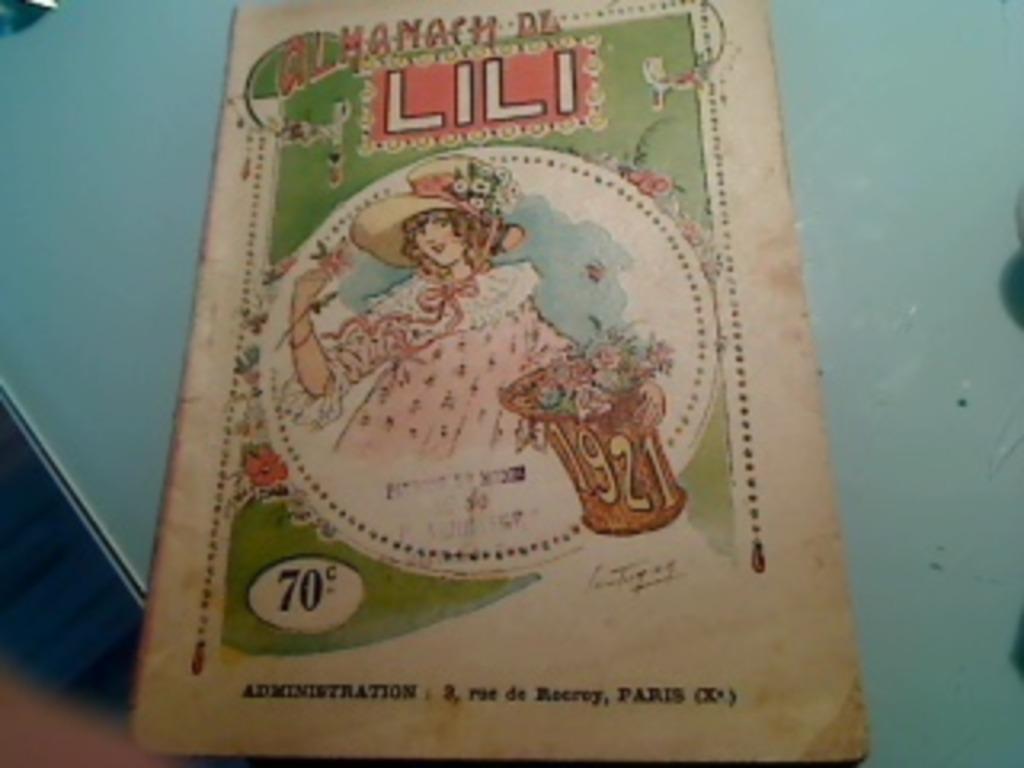 ALMANACH DE
LILI
1921
70c
ADMINISTRATION : 3, rue de Rocroy, PARIS (Xe)